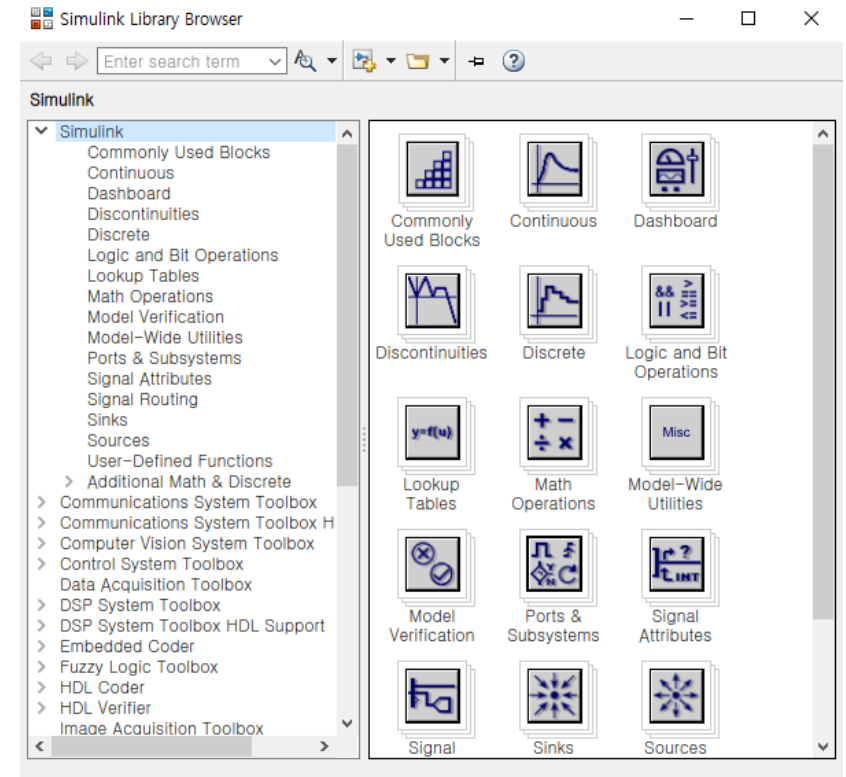 Simulink Library Browser
Enter search term
Simulink
Simulink
Commonly Used Blocks
Continuous
Dashboard
Discontinuities
Discrete
Logic and Bit Operations
Lookup Tables
Math Operations
Model Verification
Model-Wide Utilities
Ports & Subsystems
Signal Attributes
Signal Routing
Sinks
Sources
User-Defined Functions
Additional Math & Discrete
Communications System Toolbox
Communications System Toolbox H
Computer Vision System Toolbox
Control System Toolbox
Data Acquisition Toolbox
DSP System Toolbox
DSP System Toolbox HDL Support
Embedded Coder
Fuzzy Logic Toolbox
HDL Coder
HDL Verifier
Image Acquisition Toolbox
Commonly
Used Blocks
Continuous
Dashboard
Discontinuities
Discrete
&& >
==
|| >=
<=
Logic and Bit
Operations
y=f(u)
Lookup
Tables
+ −
÷ ×
Math
Operations
Misc
Model-Wide
Utilities
Model
Verification
Y
N
Ports &
Subsystems
?
INT
Signal
Attributes
Signal
Sinks
Sources